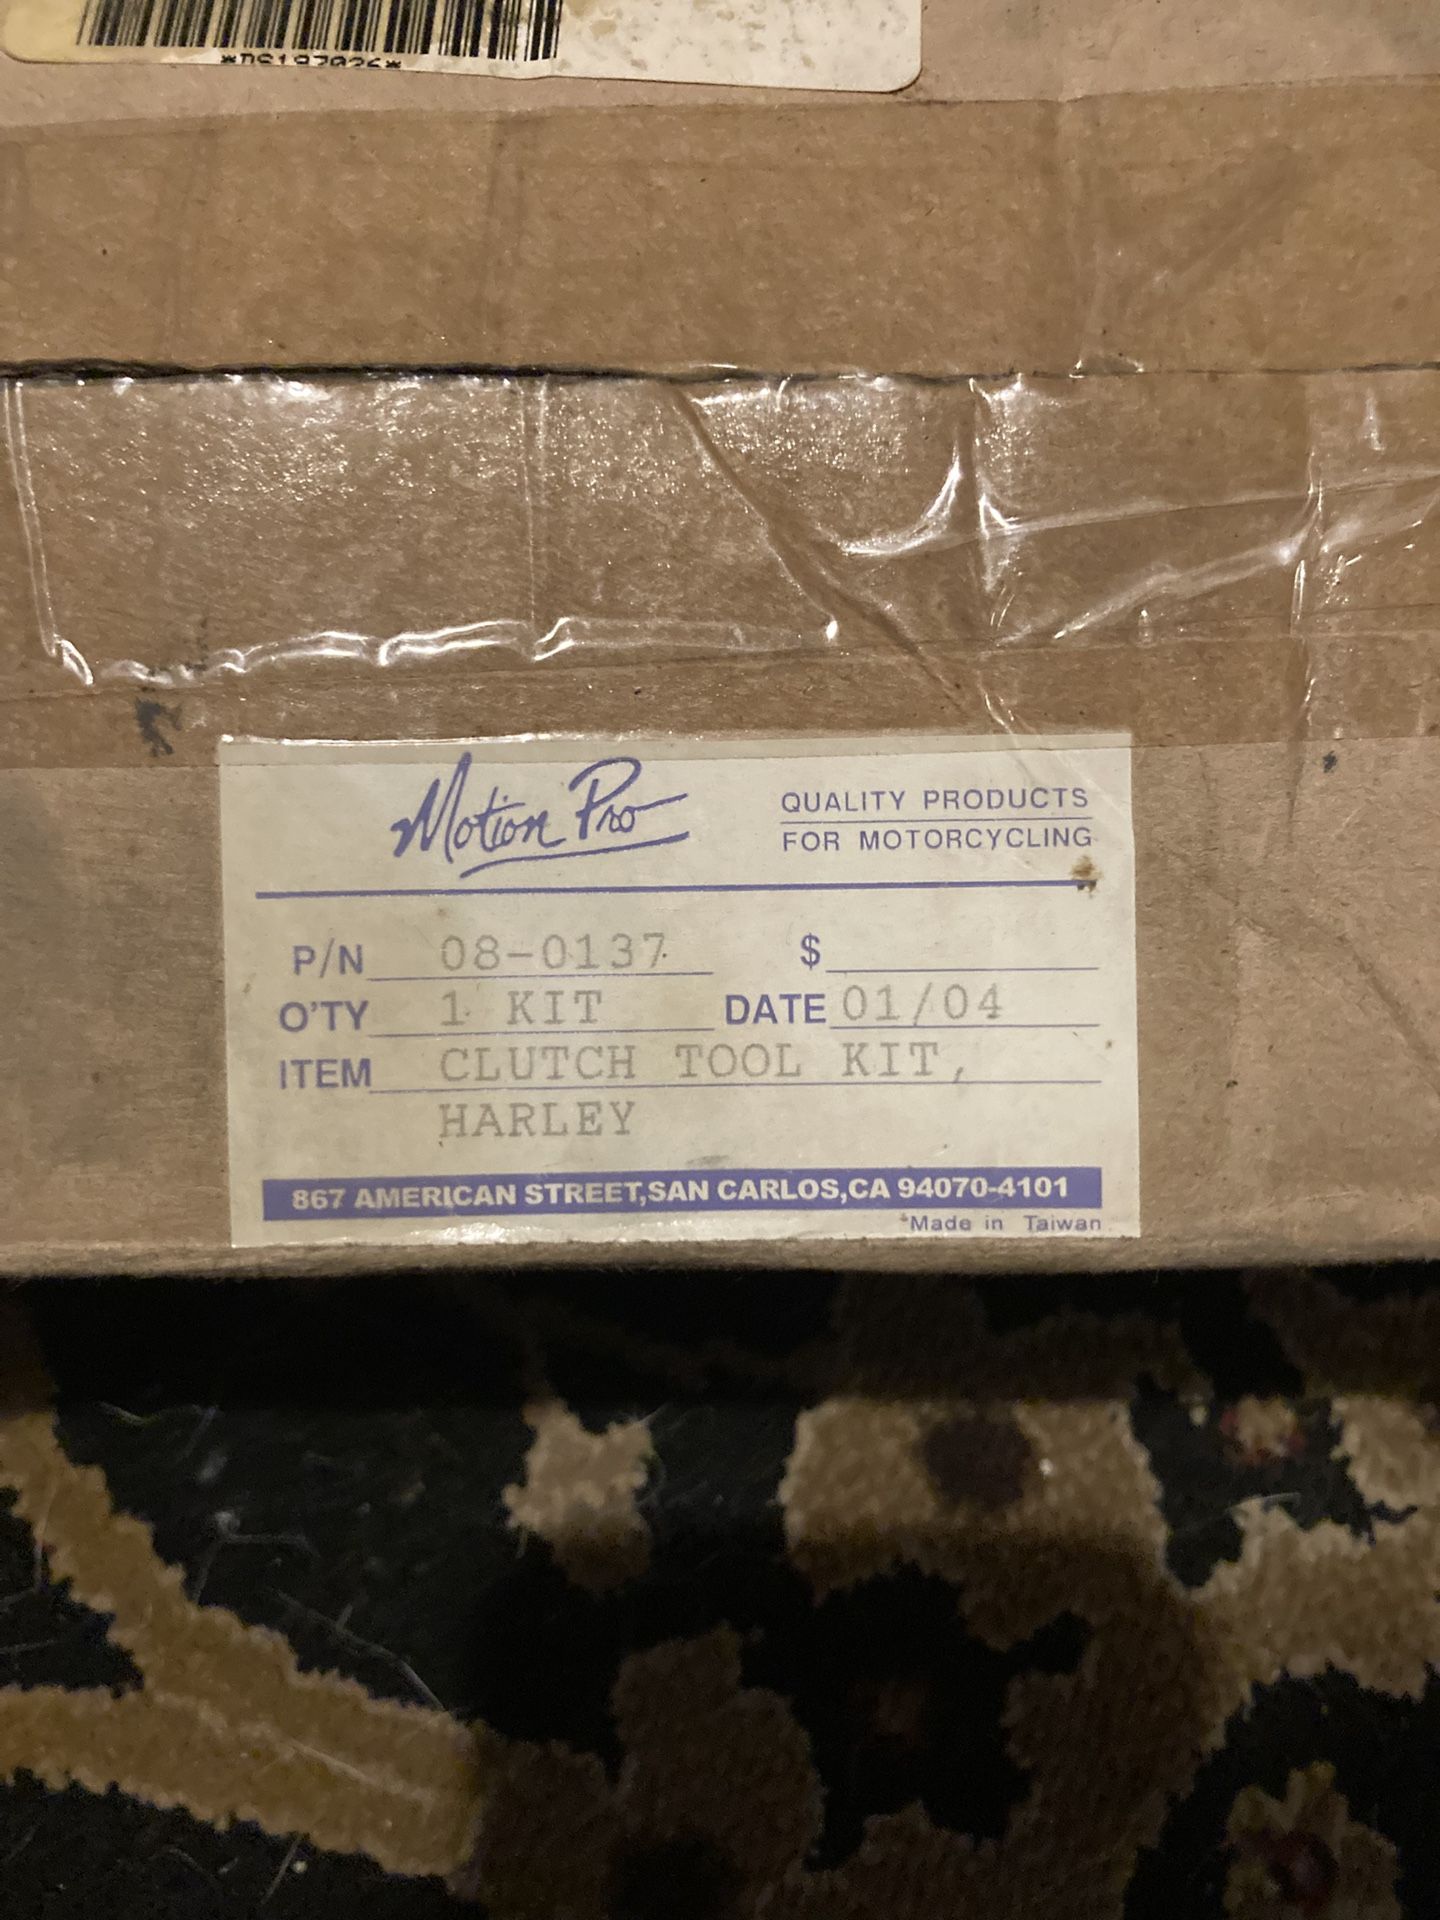 *DS197026*
Motion Pro
QUALITY PRODUCTS
FOR MOTORCYCLING
P/N 08-0137 $
Q'TY 1 KIT DATE 01/04
ITEM CLUTCH TOOL KIT,
HARLEY
867 AMERICAN STREET,SAN CARLOS,CA 94070-4101
*Made in Taiwan